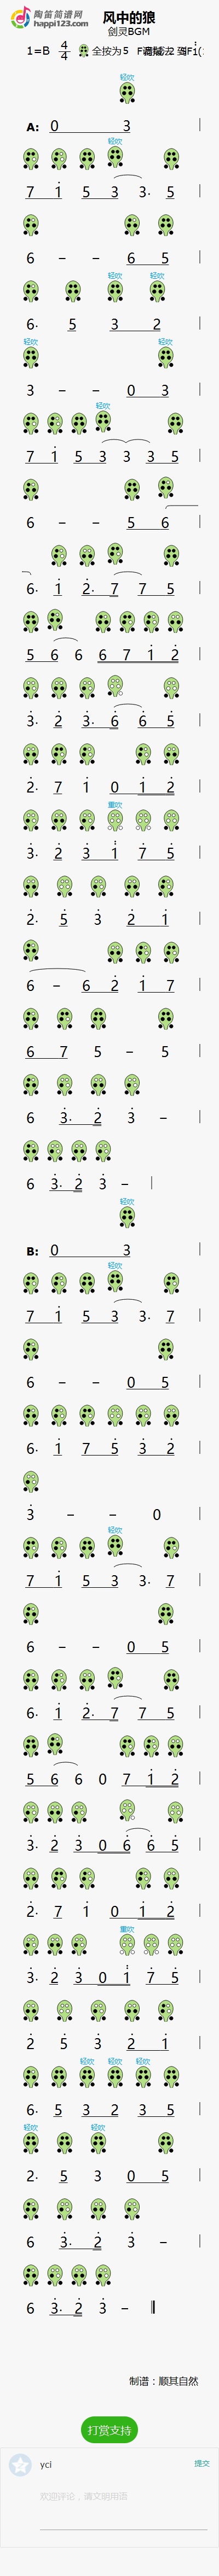 陶笛简谱网
happi123.com
风中的狼
剑灵BGM
1=B 4/4 全按为5
轻吹
A: 0 3 |
轻吹
7 1 5 3 3. 5 |
6 – – 6 5 |
轻吹 轻吹
6. 5 3 2 |
轻吹 轻吹
3 – – 0 3 |
轻吹
7 1 5 3 3 3 5 |
6 – – 5 6 |
6. 1 2. 7 7 5 |
5 6 6 6 7 1 2 |
3. 2 3. 6 6 5 |
2. 7 1 0 1 2 |
重吹
3. 2 3 1 7 5 |
2. 5 3 2 1 |
6 – 6 2 1 7 |
6 7 5 – 5 |
6 3. 2 3 – |
6 3. 2 3 – |
轻吹
B: 0 3 |
轻吹
7 1 5 3 3. 7 |
6 – – 0 5 |
6. 1 7 5 3 2 |
3 – – 0 |
轻吹
7 1 5 3 3. 7 |
6 – – 0 5 |
6. 1 2. 7 7 5 |
5 6 6 0 7 1 2 |
3. 2 3 0 6 6 5 |
2. 7 1 0 1 2 |
重吹
3. 2 3 0 1 7 5 |
2 5 3 2 1 |
轻吹 轻吹 轻吹
6. 5 3 2 3 5 |
轻吹 轻吹
2. 5 3 0 5 |
6 3. 2 3 – |
6 3. 2 3 – ‖
制谱：顺其自然
打赏支持
yci 提交
欢迎评论，请文明用语